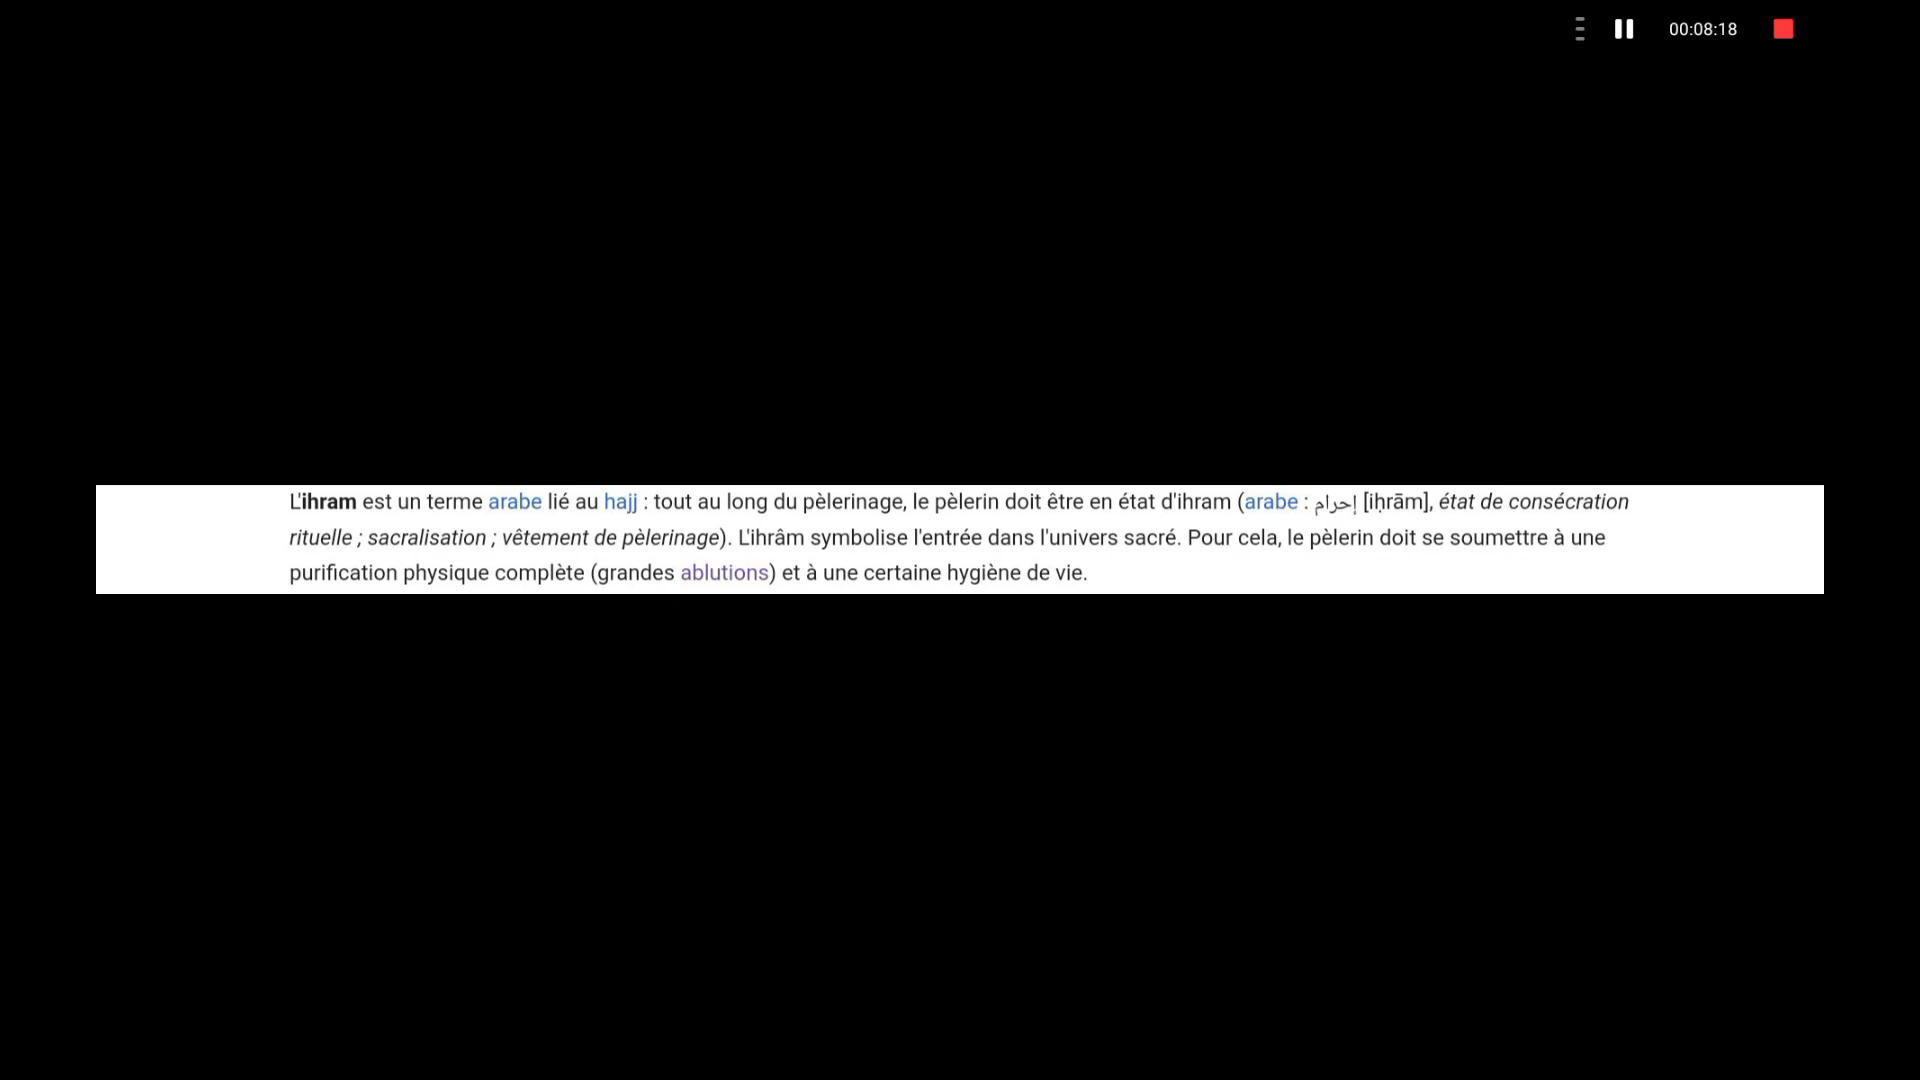 00:08:18
L'ihram est un terme arabe lié au hajj : tout au long du pèlerinage, le pèlerin doit être en état d'ihram (arabe : إحرام [iḥrām], état de consécration
rituelle ; sacralisation ; vêtement de pèlerinage). L'ihrâm symbolise l'entrée dans l'univers sacré. Pour cela, le pèlerin doit se soumettre à une
purification physique complète (grandes ablutions) et à une certaine hygiène de vie.